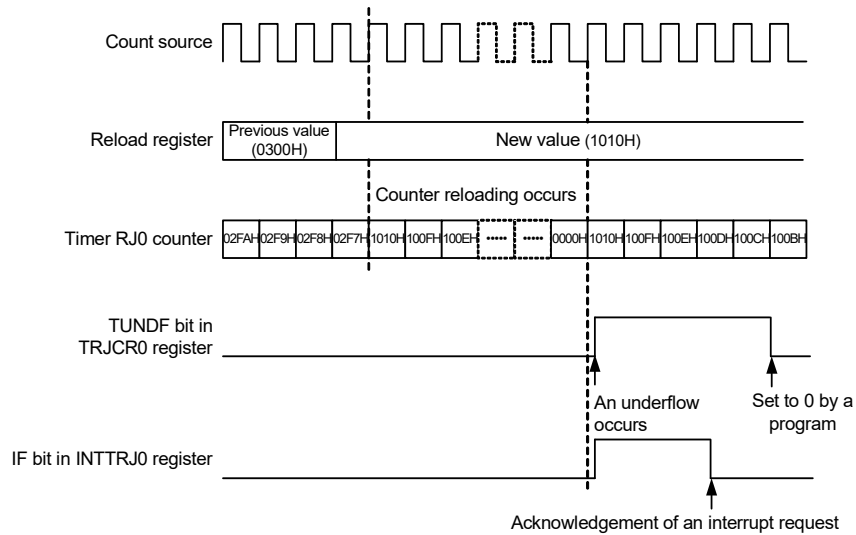 Count source
Reload register
Previous value
(0300H)
New value (1010H)
Counter reloading occurs
Timer RJ0 counter
02FAH 02F9H 02F8H 02F7H 1010H 100FH 100EH ····· ····· 0000H 1010H 100FH 100EH 100DH 100CH 100BH
TUNDF bit in
TRJCR0 register
An underflow
occurs
Set to 0 by a
program
IF bit in INTTRJ0 register
Acknowledgement of an interrupt request